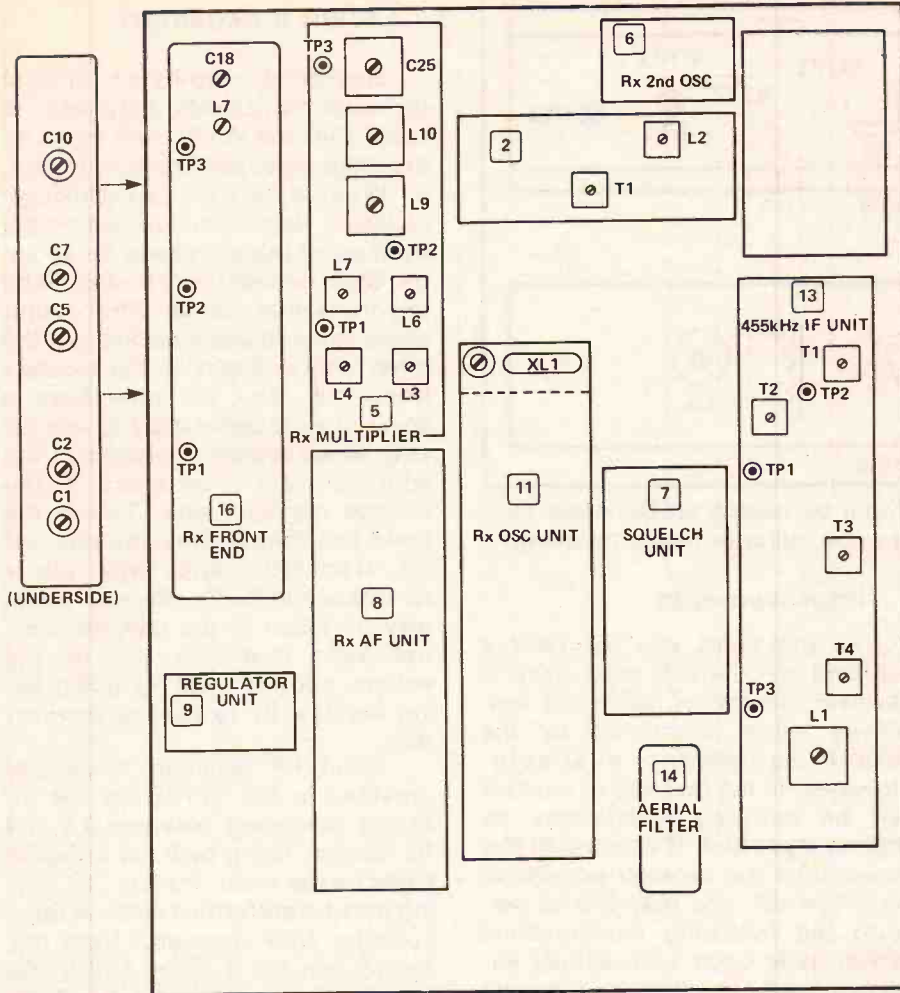 C10
C7
C5
C2
C1
(UNDERSIDE)
C18
L7
TP3
TP2
TP1
16
Rx FRONT
END
REGULATOR
UNIT
9
TP3
C25
L10
L9
TP2
L7
L6
TP1
L4
L3
5
Rx MULTIPLIER
8
Rx AF UNIT
6
Rx 2nd OSC
2
L2
T1
XL1
11
Rx OSC UNIT
7
SQUELCH
UNIT
14
AERIAL
FILTER
13
455kHz IF UNIT
T1
T2
TP2
TP1
T3
T4
TP3
L1